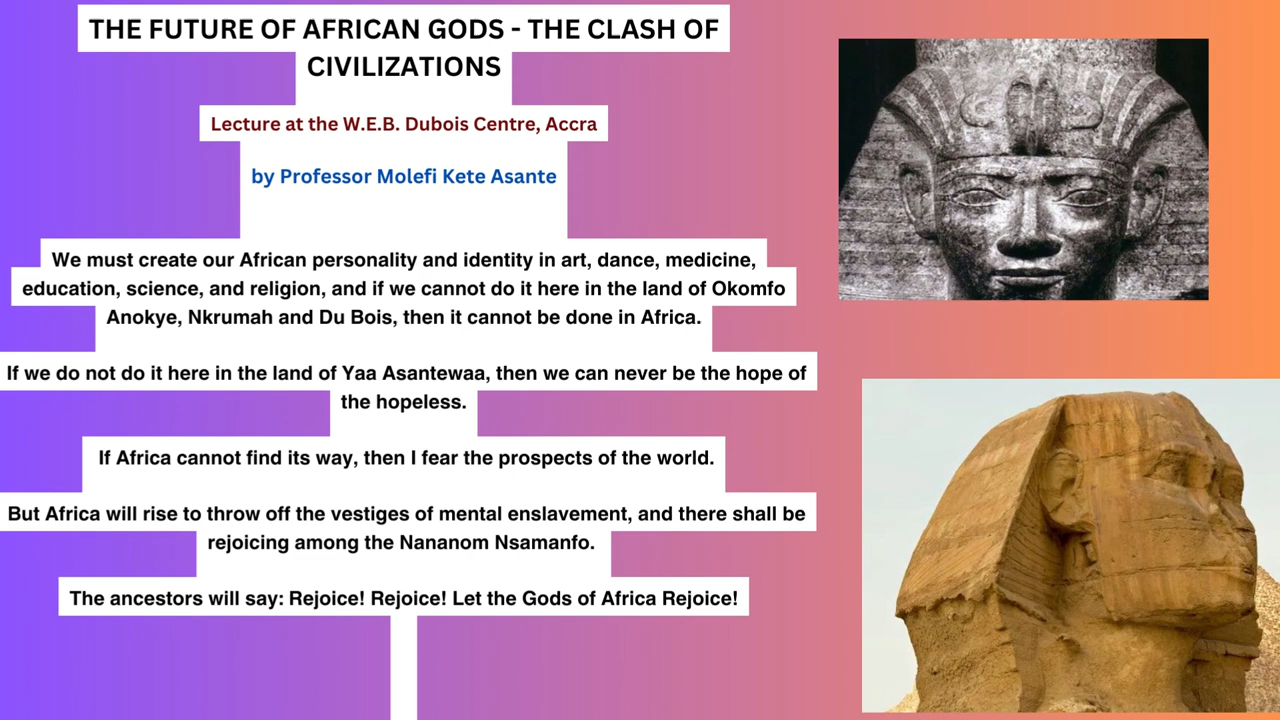 THE FUTURE OF AFRICAN GODS - THE CLASH OF
CIVILIZATIONS
Lecture at the W.E.B. Dubois Centre, Accra
by Professor Molefi Kete Asante
We must create our African personality and identity in art, dance, medicine,
education, science, and religion, and if we cannot do it here in the land of Okomfo
Anokye, Nkrumah and Du Bois, then it cannot be done in Africa.
If we do not do it here in the land of Yaa Asantewaa, then we can never be the hope of
the hopeless.
If Africa cannot find its way, then I fear the prospects of the world.
But Africa will rise to throw off the vestiges of mental enslavement, and there shall be
rejoicing among the Nananom Nsamanfo.
The ancestors will say: Rejoice! Rejoice! Let the Gods of Africa Rejoice!